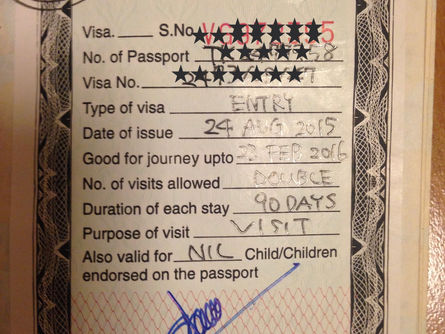 Visa. S.No.
No. of Passport
Visa No.
Type of visa ENTRY
Date of issue 24 AUG 2015
Good for journey upto 23 FEB 2016
No. of visits allowed DOUBLE
Duration of each stay 90 DAYS
Purpose of visit VISIT
Also valid for NIL Child/Children
endorsed on the passport